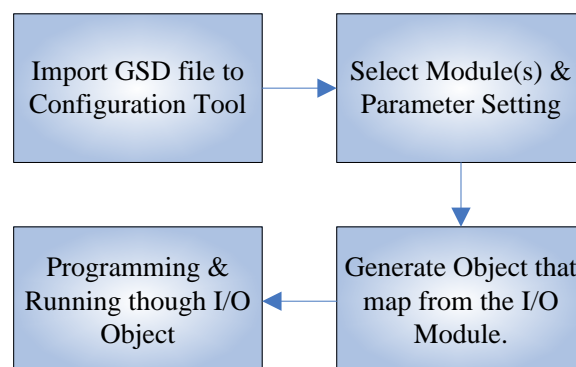 Import GSD file to
Configuration Tool
Select Module(s) &
Parameter Setting
Generate Object that
map from the I/O
Module.
Programming &
Running though I/O
Object